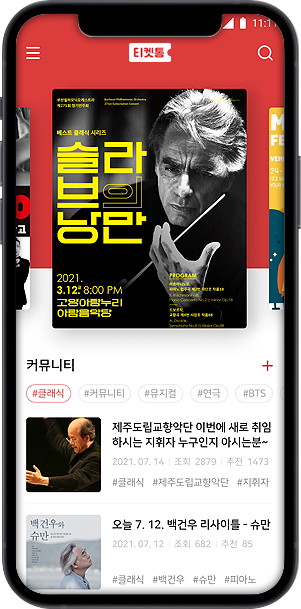 11:11
티켓통
부천필하모닉오케스트라
제271회 정기연주회
Bucheon Philharmonic Orchestra
베스트 클래식 시리즈
슬라
브의
낭만
2021.
3.12. 8:00 PM
고양아람누리
아람음악당
PROGRAM
커뮤니티
+
#클래식 #커뮤니티 #뮤지컬 #연극 #BTS
제주도립교향악단 이번에 새로 취임
하시는 지휘자 누구인지 아시는분~
2021. 07. 14 조회 2879 추천 1473
#클래식 #제주도립교향악단 #지휘자
백건우와
슈만
오늘 7. 12. 백건우 리사이틀 - 슈만
2021. 07. 12 조회 682 추천 85
#클래식 #백건우 #슈만 #피아노